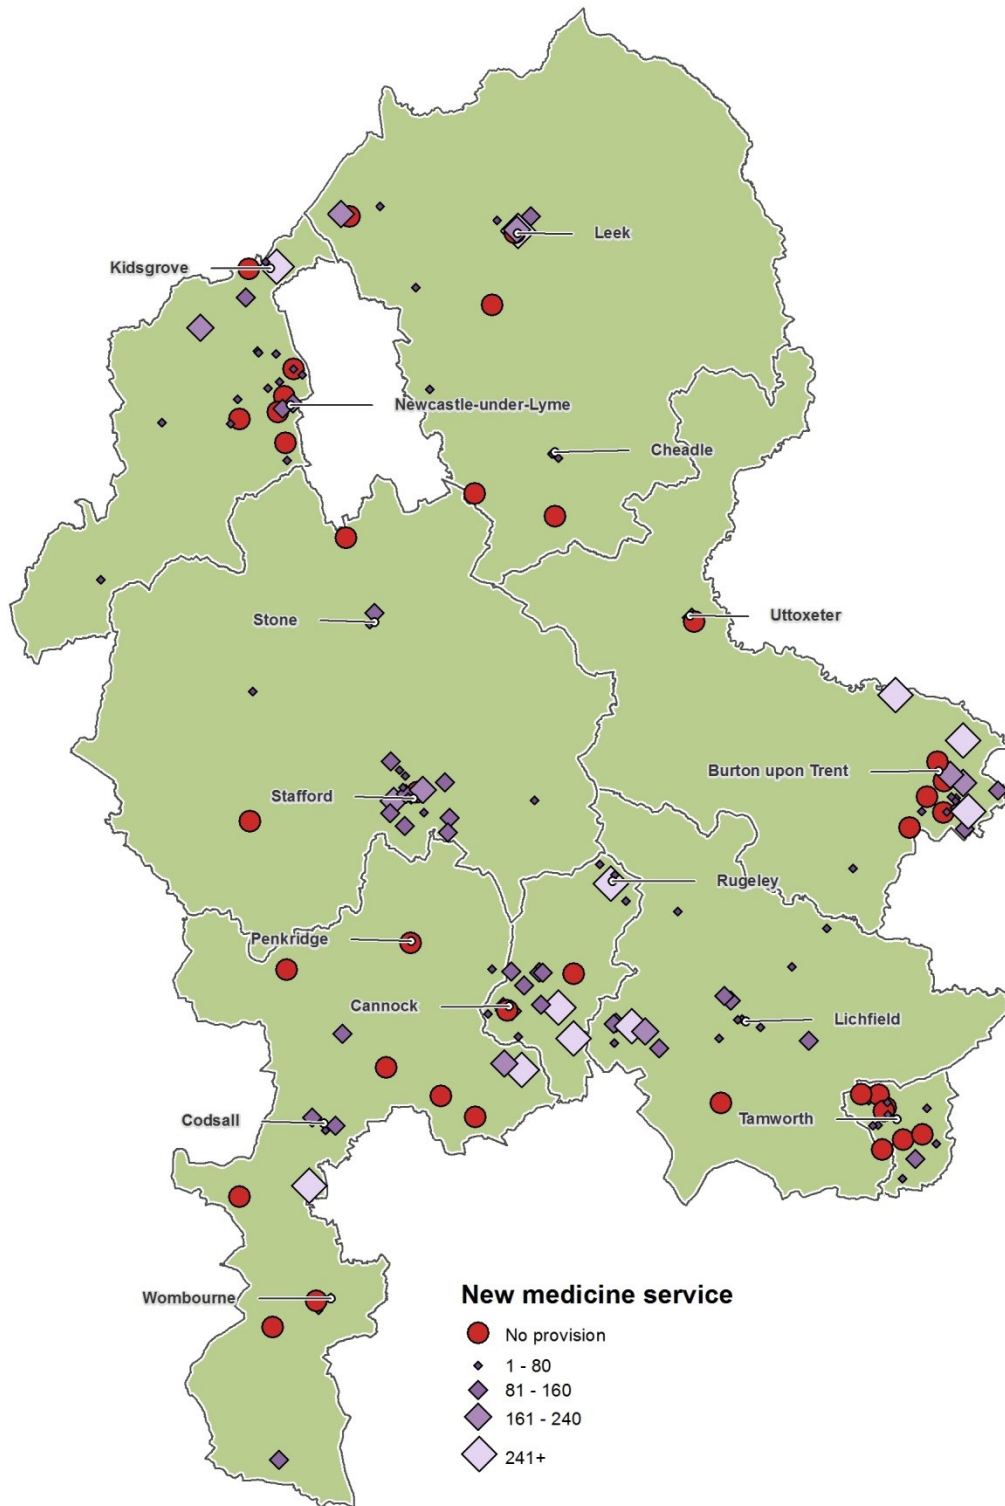 Leek
Kidsgrove
Newcastle-under-Lyme
Cheadle
Stone
Uttoxeter
Burton upon Trent
Stafford
Rugeley
Penkridge
Cannock
Lichfield
Codsall
Tamworth
Wombourne
New medicine service
No provision
1 - 80
81 - 160
161 - 240
241+